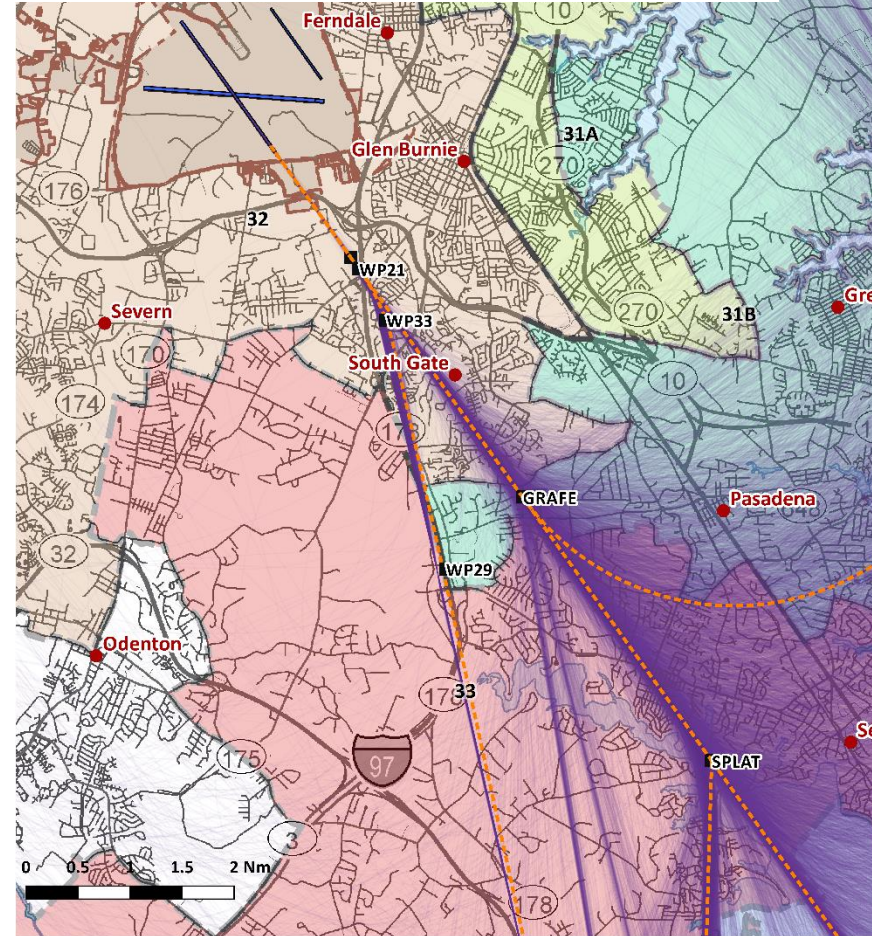 10
Ferndale
31A
Glen Burnie
270
176
32
WP21
Severn
WP33
270
31B
Gre
170
South Gate
10
174
GRAFE
Pasadena
32
WP29
Odenton
33
175
97
Se
SPLAT
3
0 0.5 1 1.5 2 Nm
178